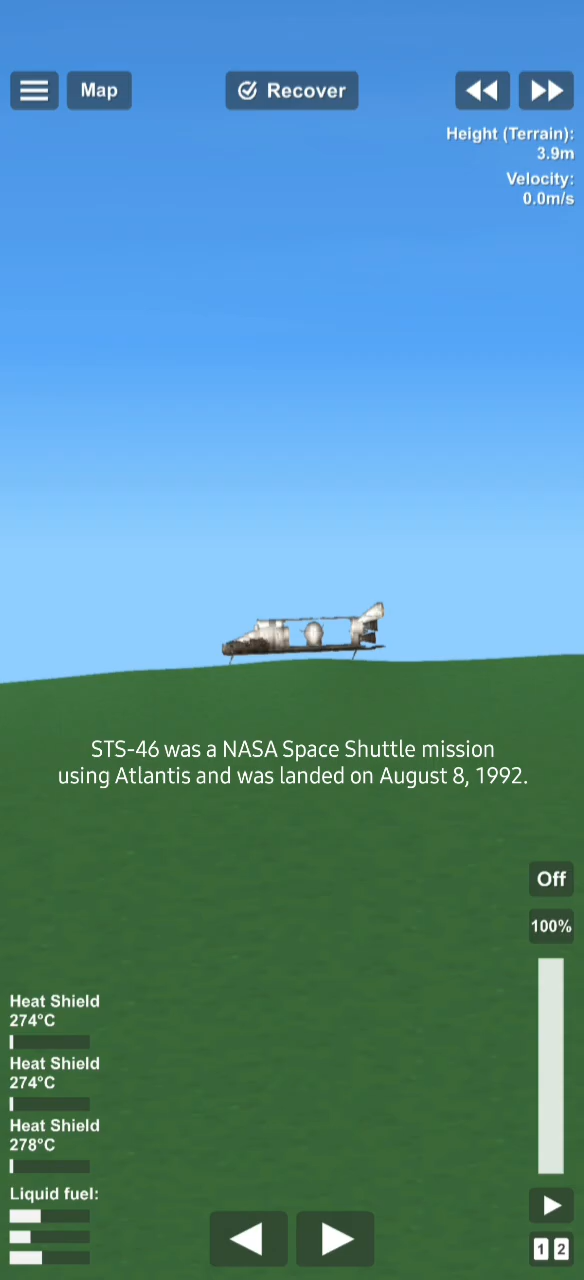 Map
Recover
Height (Terrain):
3.9m
Velocity:
0.0m/s
STS-46 was a NASA Space Shuttle mission
using Atlantis and was landed on August 8, 1992.
Off
100%
Heat Shield
274°C
Heat Shield
274°C
Heat Shield
278°C
Liquid fuel:
1 2